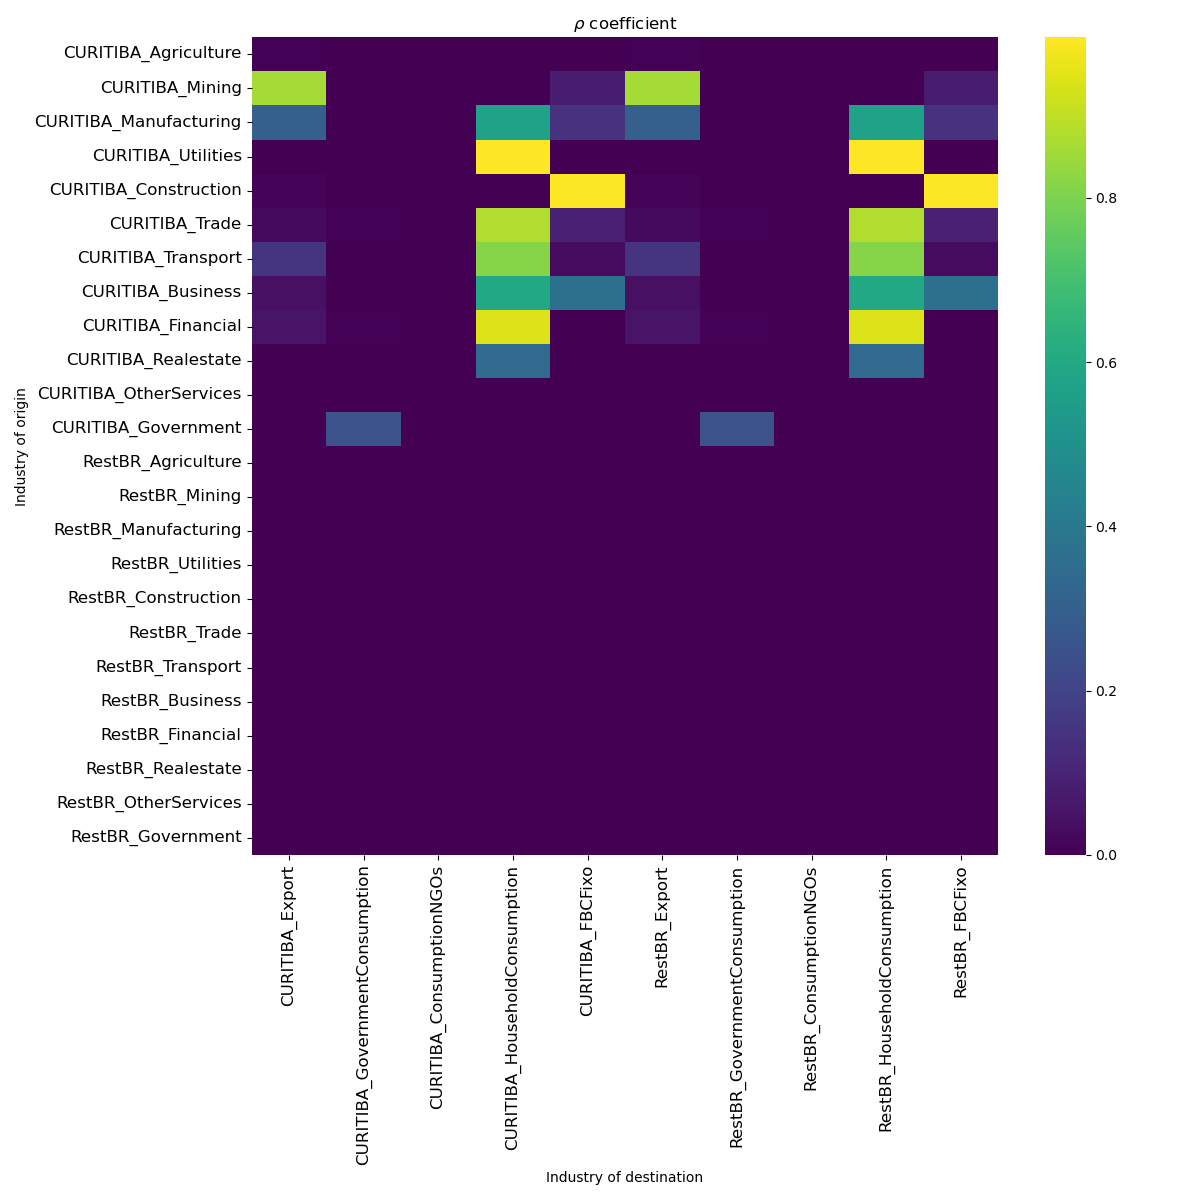 ρ coefficient
CURITIBA_Agriculture
CURITIBA_Mining
CURITIBA_Manufacturing
CURITIBA_Utilities
CURITIBA_Construction
CURITIBA_Trade
CURITIBA_Transport
CURITIBA_Business
CURITIBA_Financial
CURITIBA_Realestate
CURITIBA_OtherServices
CURITIBA_Government
RestBR_Agriculture
RestBR_Mining
RestBR_Manufacturing
RestBR_Utilities
RestBR_Construction
RestBR_Trade
RestBR_Transport
RestBR_Business
RestBR_Financial
RestBR_Realestate
RestBR_OtherServices
RestBR_Government
Industry of origin
CURITIBA_Export
CURITIBA_GovernmentConsumption
CURITIBA_ConsumptionNGOs
CURITIBA_HouseholdConsumption
CURITIBA_FBCFixo
RestBR_Export
RestBR_GovernmentConsumption
RestBR_ConsumptionNGOs
RestBR_HouseholdConsumption
RestBR_FBCFixo
Industry of destination
0.8
0.6
0.4
0.2
0.0